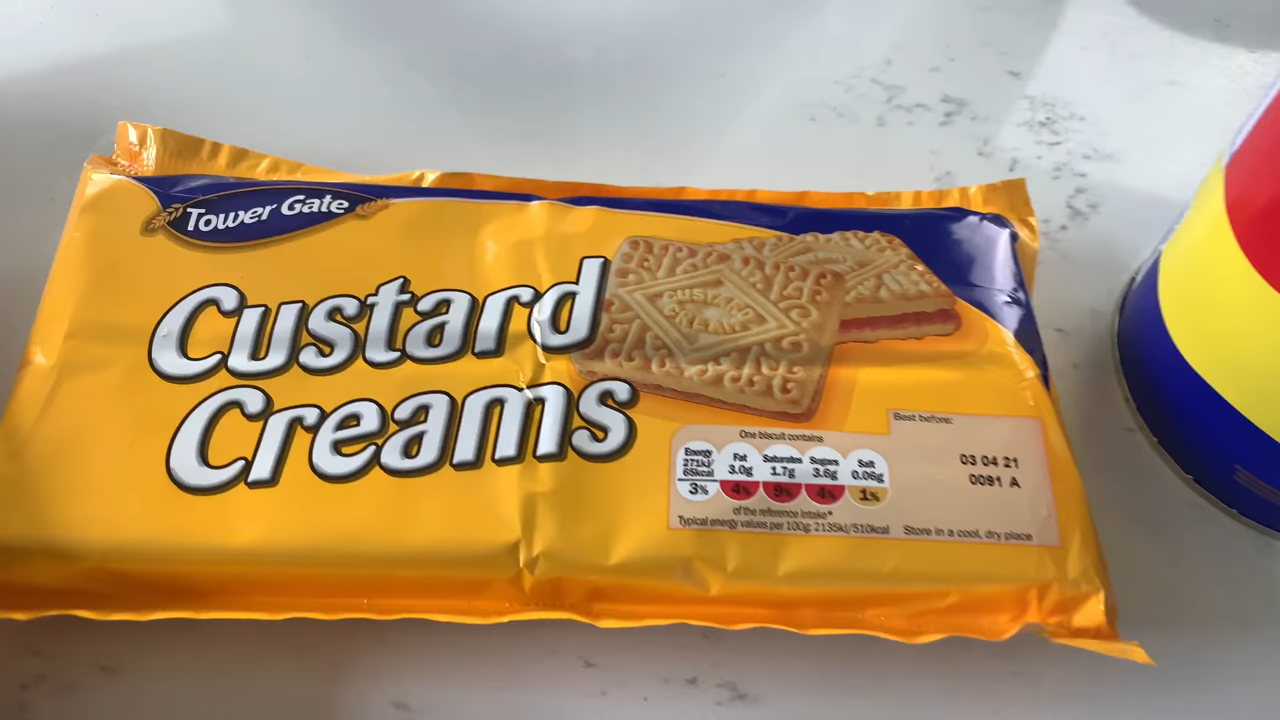 Tower Gate
Custard
Creams
CUSTARD
CREAM
Best before:
03 04 21
0091 A
Store in a cool, dry place
One biscuit contains
Energy
271kJ/
65kcal
3%
Fat
3.0g
4%
Saturates
1.7g
9%
Sugars
3.6g
4%
Salt
0.06g
1%
of the reference intake*
Typical energy values per 100g: 2135kJ/510kcal